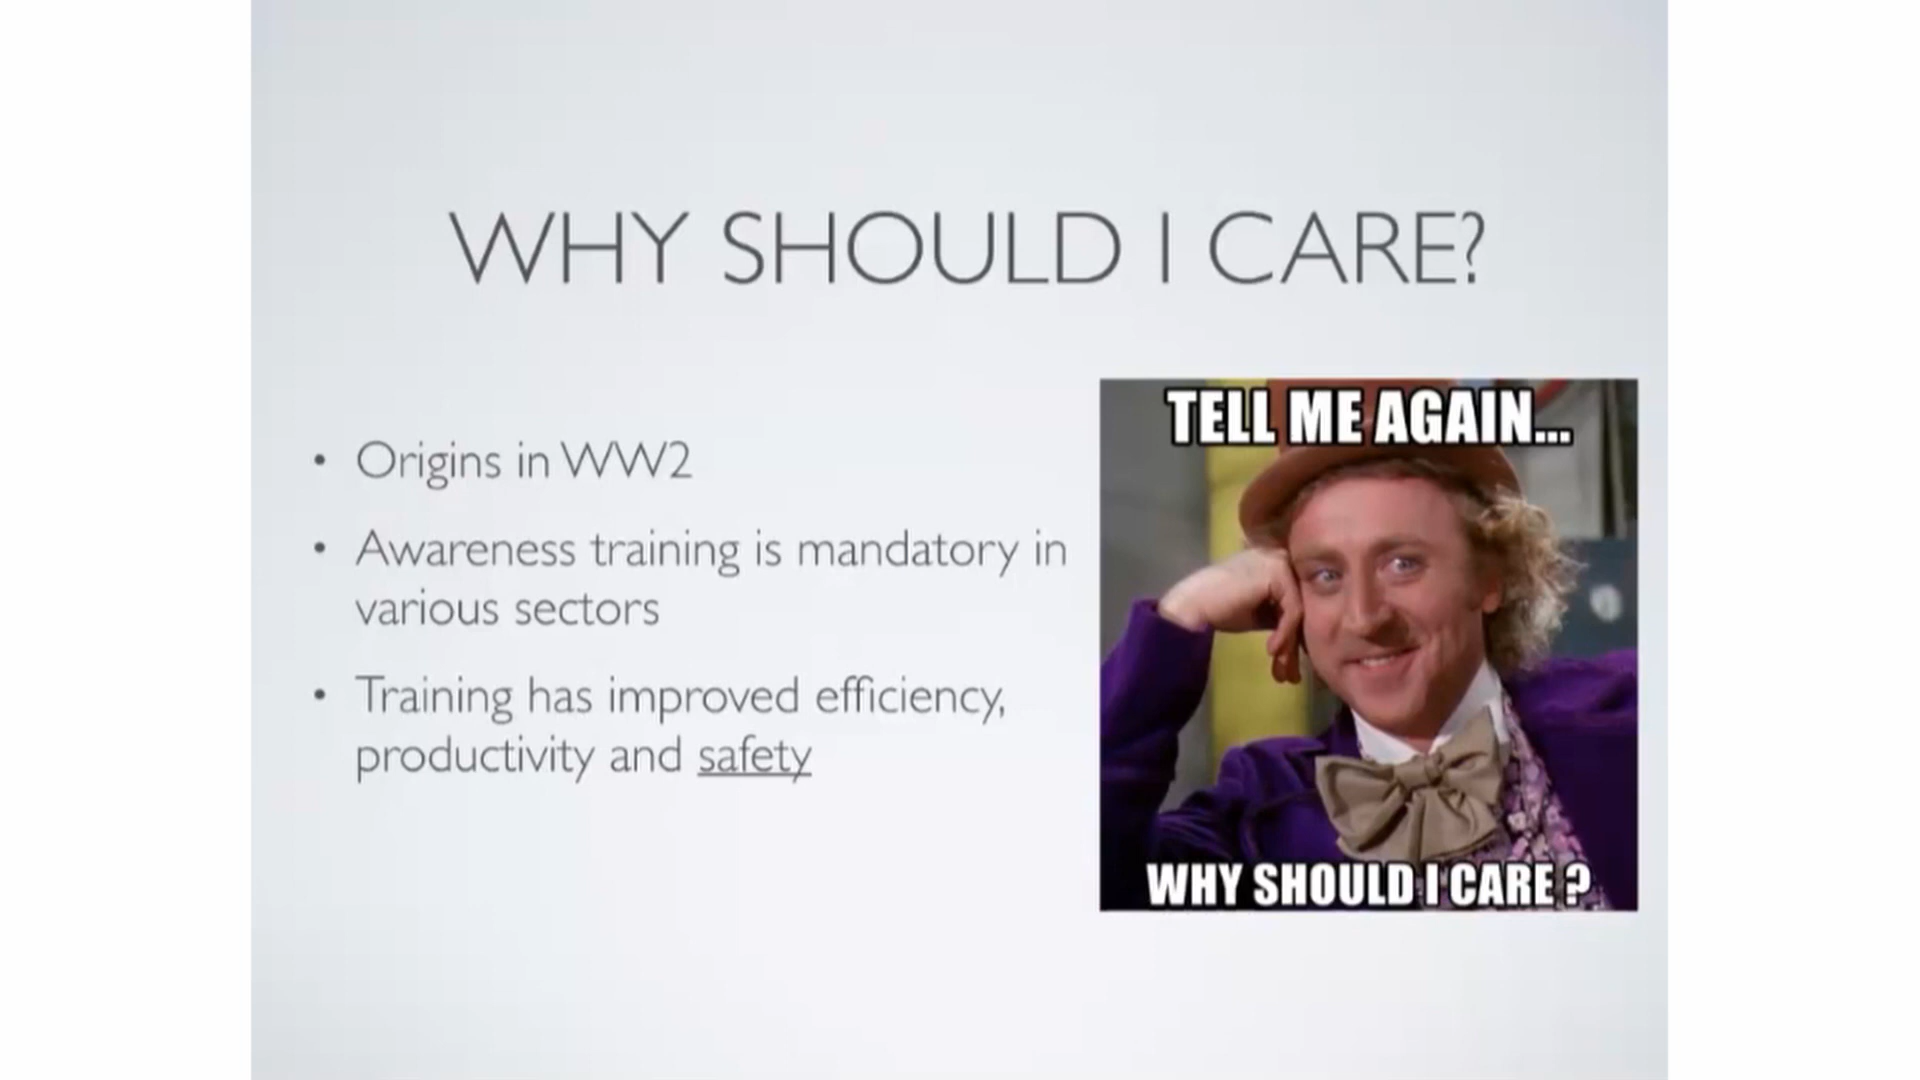 WHY SHOULD I CARE?
• Origins in WW2
• Awareness training is mandatory in
various sectors
• Training has improved efficiency,
productivity and safety
TELL ME AGAIN...
WHY SHOULD I CARE ?